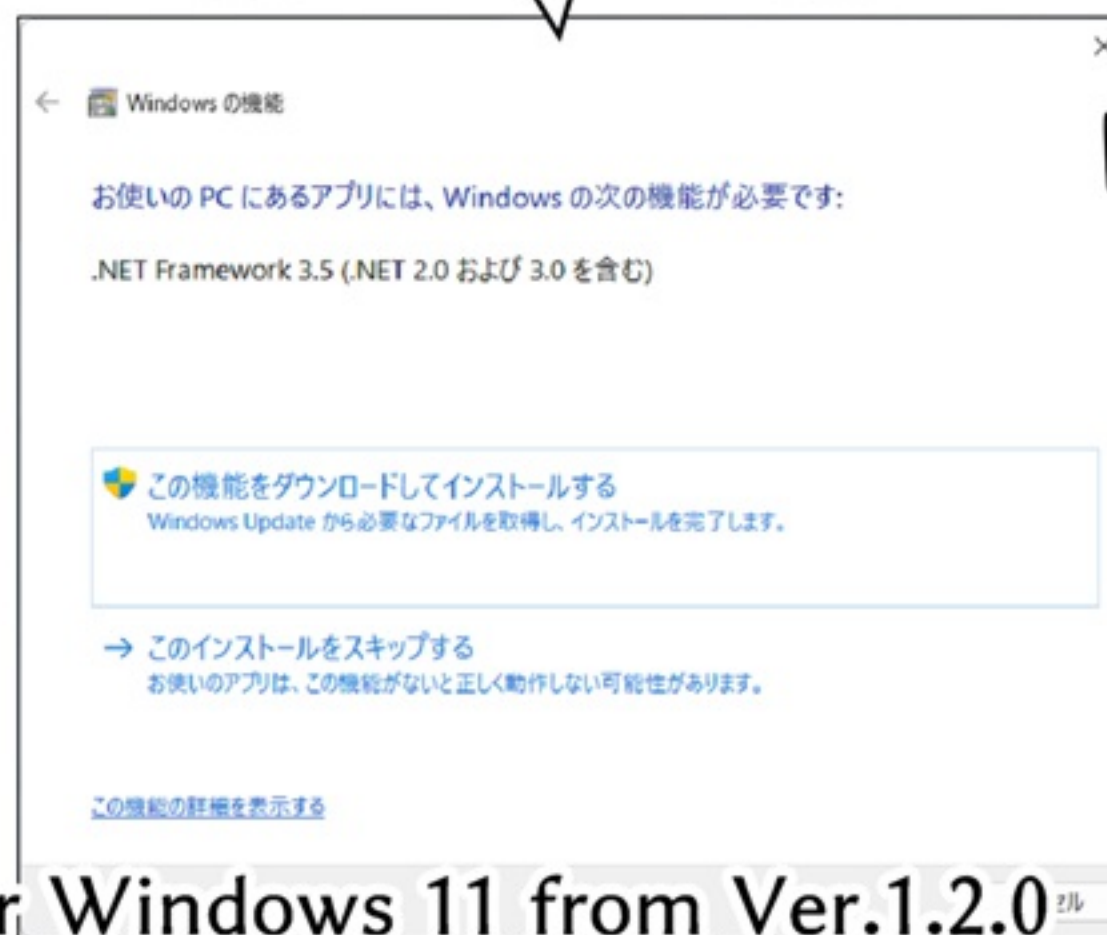 Windows の機能
お使いの PC にあるアプリには、Windows の次の機能が必要です:
.NET Framework 3.5 (.NET 2.0 および 3.0 を含む)
この機能をダウンロードしてインストールする
Windows Update から必要なファイルを取得し、インストールを完了します。
このインストールをスキップする
お使いのアプリは、この機能がないと正しく動作しない可能性があります。
この機能の詳細を表示する
r Windows 11 from Ver.1.2.0
セル